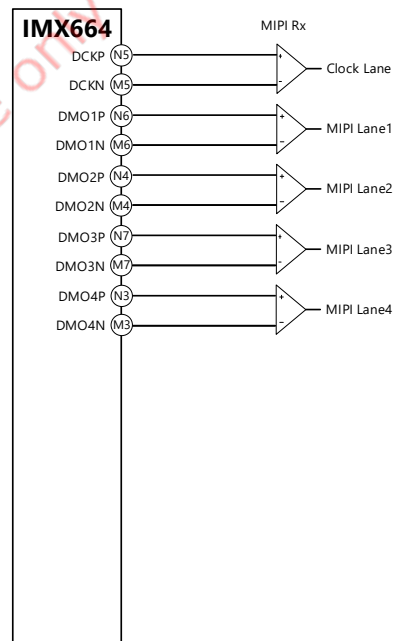 IMX664
MIPI Rx
DCKP N5
Clock Lane
DCKN M5
DMO1P N6
MIPI Lane1
DMO1N M6
DMO2P N4
MIPI Lane2
DMO2N M4
DMO3P N7
MIPI Lane3
DMO3N M7
DMO4P N3
MIPI Lane4
DMO4N M3
+
-
+
-
+
-
+
-
+
-
only